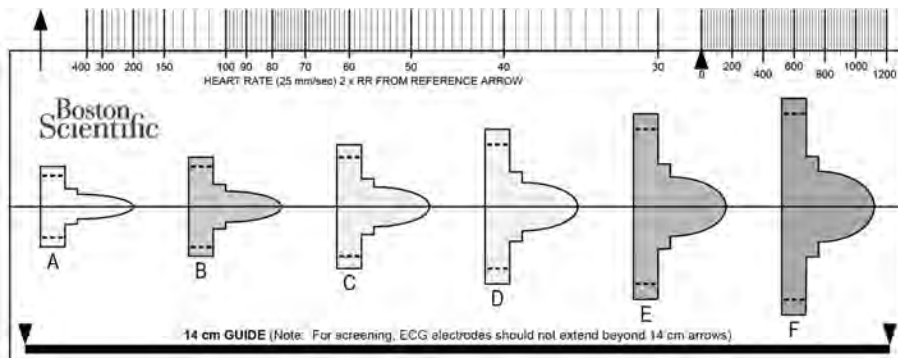 400 300 200 150 100 90 80 70 60 50 40 30 0 200 400 600 800 1000 1200
HEART RATE (25 mm/sec) 2 x RR FROM REFERENCE ARROW
Boston
Scientific
A B C D E F
14 cm GUIDE (Note: For screening, ECG electrodes should not extend beyond 14 cm arrows)